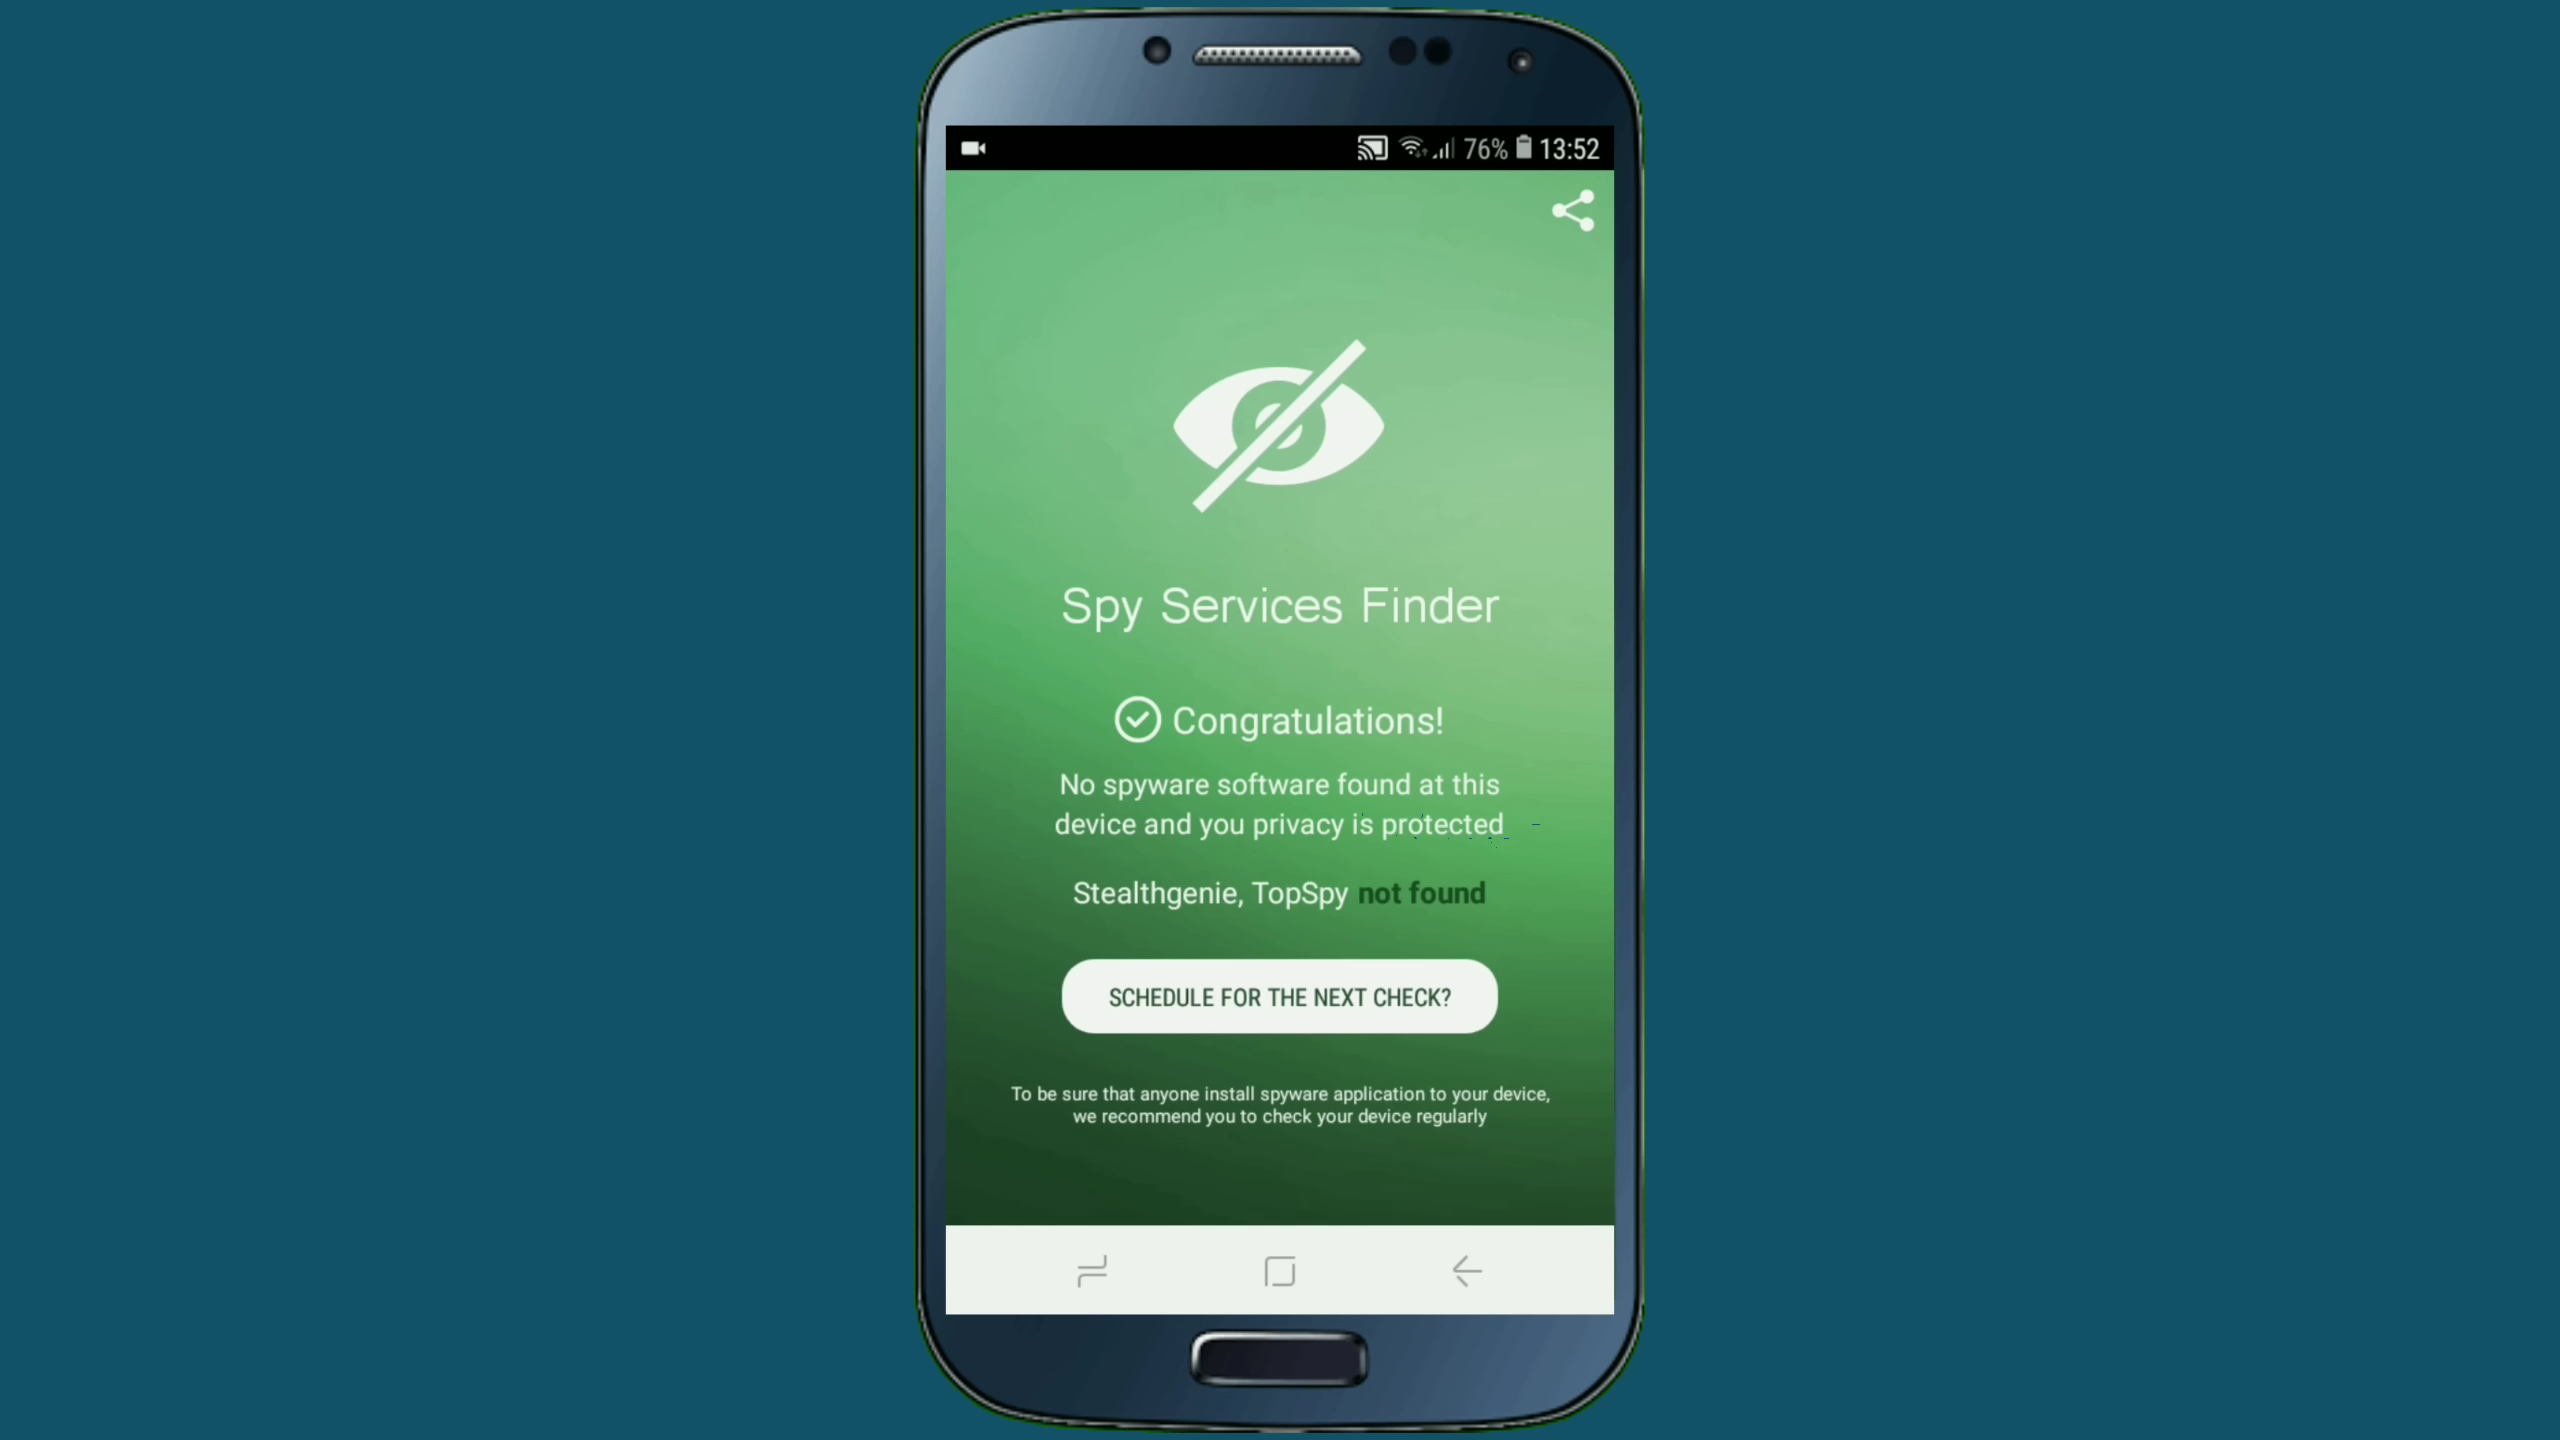 76% 13:52
Spy Services Finder
Congratulations!
No spyware software found at this
device and you privacy is protected
Stealthgenie, TopSpy not found
SCHEDULE FOR THE NEXT CHECK?
To be sure that anyone install spyware application to your device,
we recommend you to check your device regularly